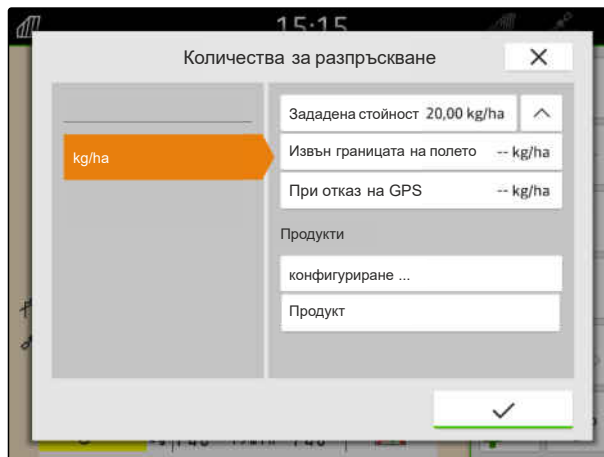 15:15
Количества за разпръскване
kg/ha
Зададена стойност 20,00 kg/ha
Извън границата на полето -- kg/ha
При отказ на GPS -- kg/ha
Продукти
конфигуриране ...
Продукт